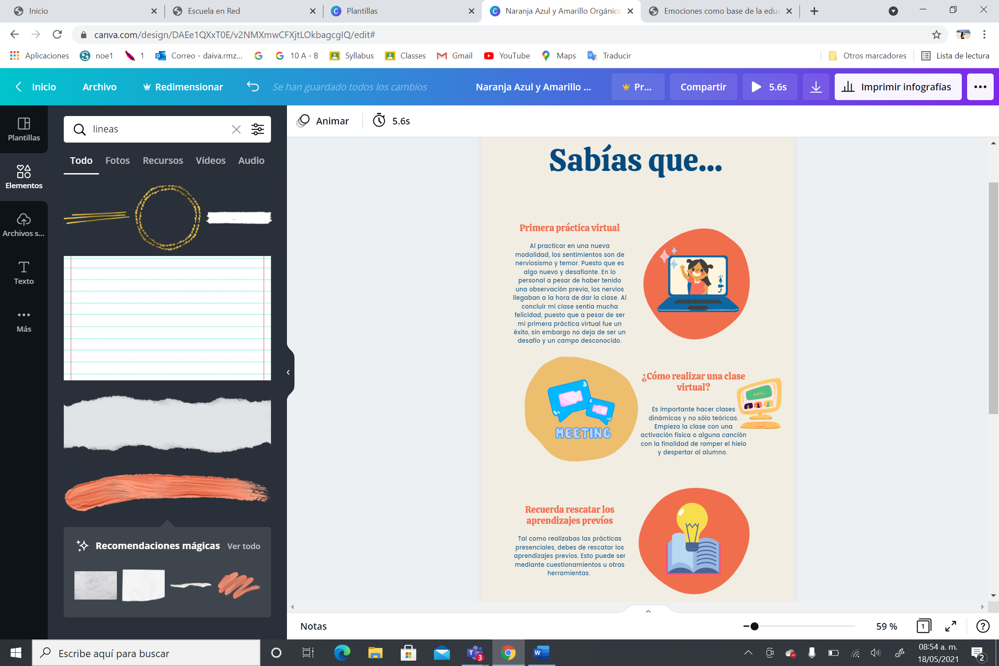 Inicio
Escuela en Red
Plantillas
Naranja Azul y Amarillo Orgánico
Emociones como base de la educ
canva.com/design/DAEe1QXxT0E/v2NMXmwCFXjtLOkbagcgIQ/edit#
Aplicaciones
noe1
1
Correo - daiva.rmz...
10 A - B
Syllabus
Classes
Gmail
YouTube
Maps
Traducir
Otros marcadores
Lista de lectura
Inicio
Archivo
Redimensionar
Se han guardado todos los cambios
Naranja Azul y Amarillo ...
Pr...
Compartir
5.6s
Imprimir infografías
Plantillas
Elementos
Archivos s...
Texto
Más
lineas
Todo
Fotos
Recursos
Vídeos
Audio
Recomendaciones mágicas
Ver todo
Animar
5.6s
Sabías que...
Primera práctica virtual
Al practicar en una nueva
modalidad, los sentimientos son de
nerviosismo y temor. Puesto que es
algo nuevo y desafiante. En lo
personal a pesar de haber tenido
una observación previa, los nervios
llegaban a la hora de dar la clase. Al
concluir mi clase sentía mucha
felicidad, puesto que a pesar de ser
mi primera práctica virtual fue un
éxito, sin embargo no deja de ser un
desafío y un campo desconocido.
MEETING
¿Cómo realizar una clase
virtual?
Es importante hacer clases
dinámicas y no sólo teóricas.
Empieza la clase con una
activación física o alguna canción
con la finalidad de romper el hielo
y despertar al alumno.
Recuerda rescatar los
aprendizajes prevíos
Tal como realizabas las prácticas
presenciales, debes de rescatar los
aprendizajes previos. Esto puede ser
mediante cuestionamientos u otras
herramientas.
Notas
59 %
1
Escribe aquí para buscar
3
08:54 a. m.
18/05/2021
2